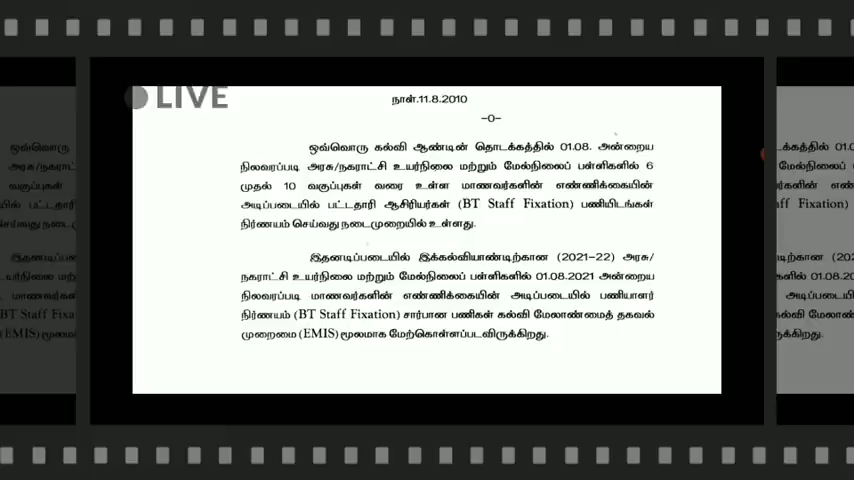 LIVE
நாள்.11.8.2010
-0-
ஒவ்வொரு கல்வி ஆண்டின் தொடக்கத்தில் 01.08. அன்றைய
நிலவரப்படி அரசு/நகராட்சி உயர்நிலை மற்றும் மேல்நிலைப் பள்ளிகளில் 6
முதல் 10 வகுப்புகள் வரை உள்ள மாணவர்களின் எண்ணிக்கையின்
அடிப்படையில் பட்டதாரி ஆசிரியர்கள் (BT Staff Fixation) பணியிடங்கள்
நிர்ணயம் செய்வது நடைமுறையில் உள்ளது.
இதனடிப்படையில் இக்கல்வியாண்டிற்கான (2021-22) அரசு/
நகராட்சி உயர்நிலை மற்றும் மேல்நிலைப் பள்ளிகளில் 01.08.2021 அன்றைய
நிலவரப்படி மாணவர்களின் எண்ணிக்கையின் அடிப்படையில் பணியாளர்
நிர்ணயம் (BT Staff Fixation) சார்பான பணிகள் கல்வி மேலாண்மைத் தகவல்
முறைமை (EMIS) மூலமாக மேற்கொள்ளப்படவிருக்கிறது.